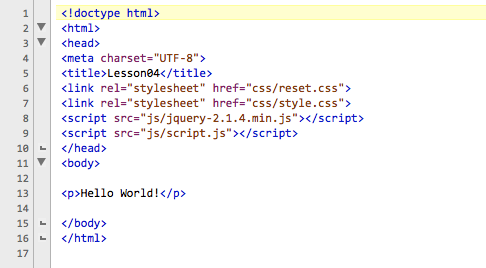 1 <!doctype html>
2 <html>
3 <head>
4 <meta charset="UTF-8">
5 <title>Lesson04</title>
6 <link rel="stylesheet" href="css/reset.css">
7 <link rel="stylesheet" href="css/style.css">
8 <script src="js/jquery-2.1.4.min.js"></script>
9 <script src="js/script.js"></script>
10 </head>
11 <body>
12
13 <p>Hello World!</p>
14
15 </body>
16 </html>
17